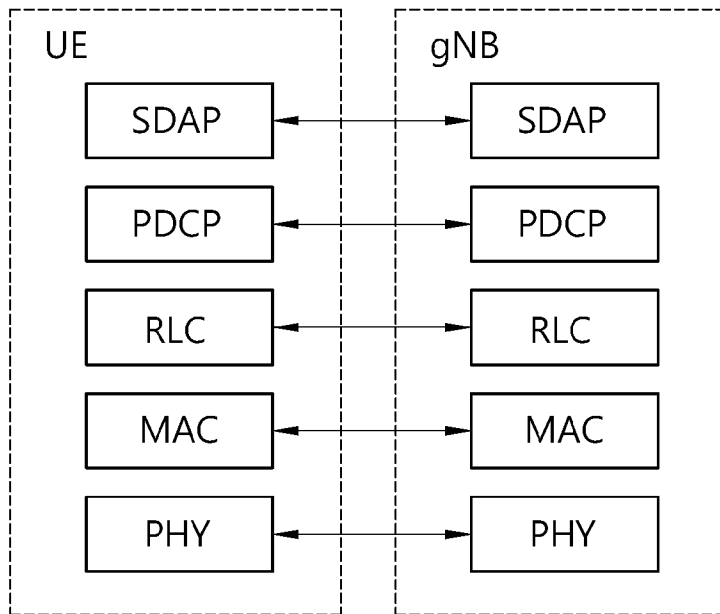 UE gNB
SDAP SDAP
PDCP PDCP
RLC RLC
MAC MAC
PHY PHY